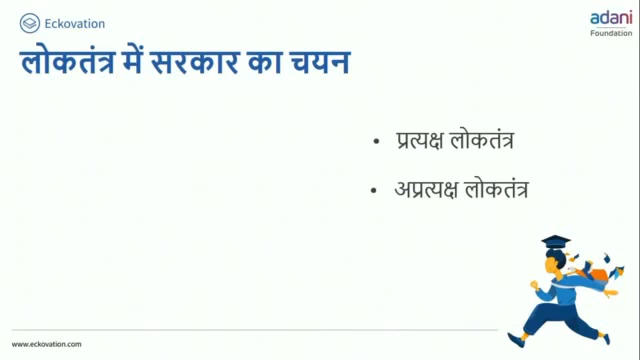 Eckovation
adani
Foundation
लोकतंत्र में सरकार का चयन
• प्रत्यक्ष लोकतंत्र
• अप्रत्यक्ष लोकतंत्र
www.eckovation.com